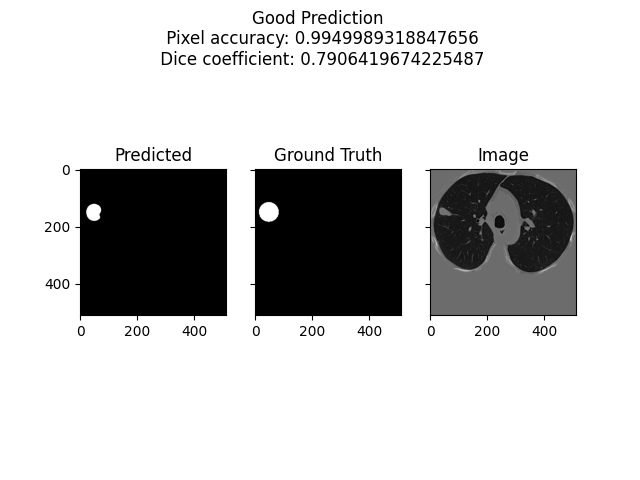 Good Prediction
Pixel accuracy: 0.9949989318847656
Dice coefficient: 0.7906419674225487
Predicted
Ground Truth
Image
0
200
400
0
200
400
0
200
400
0
200
400